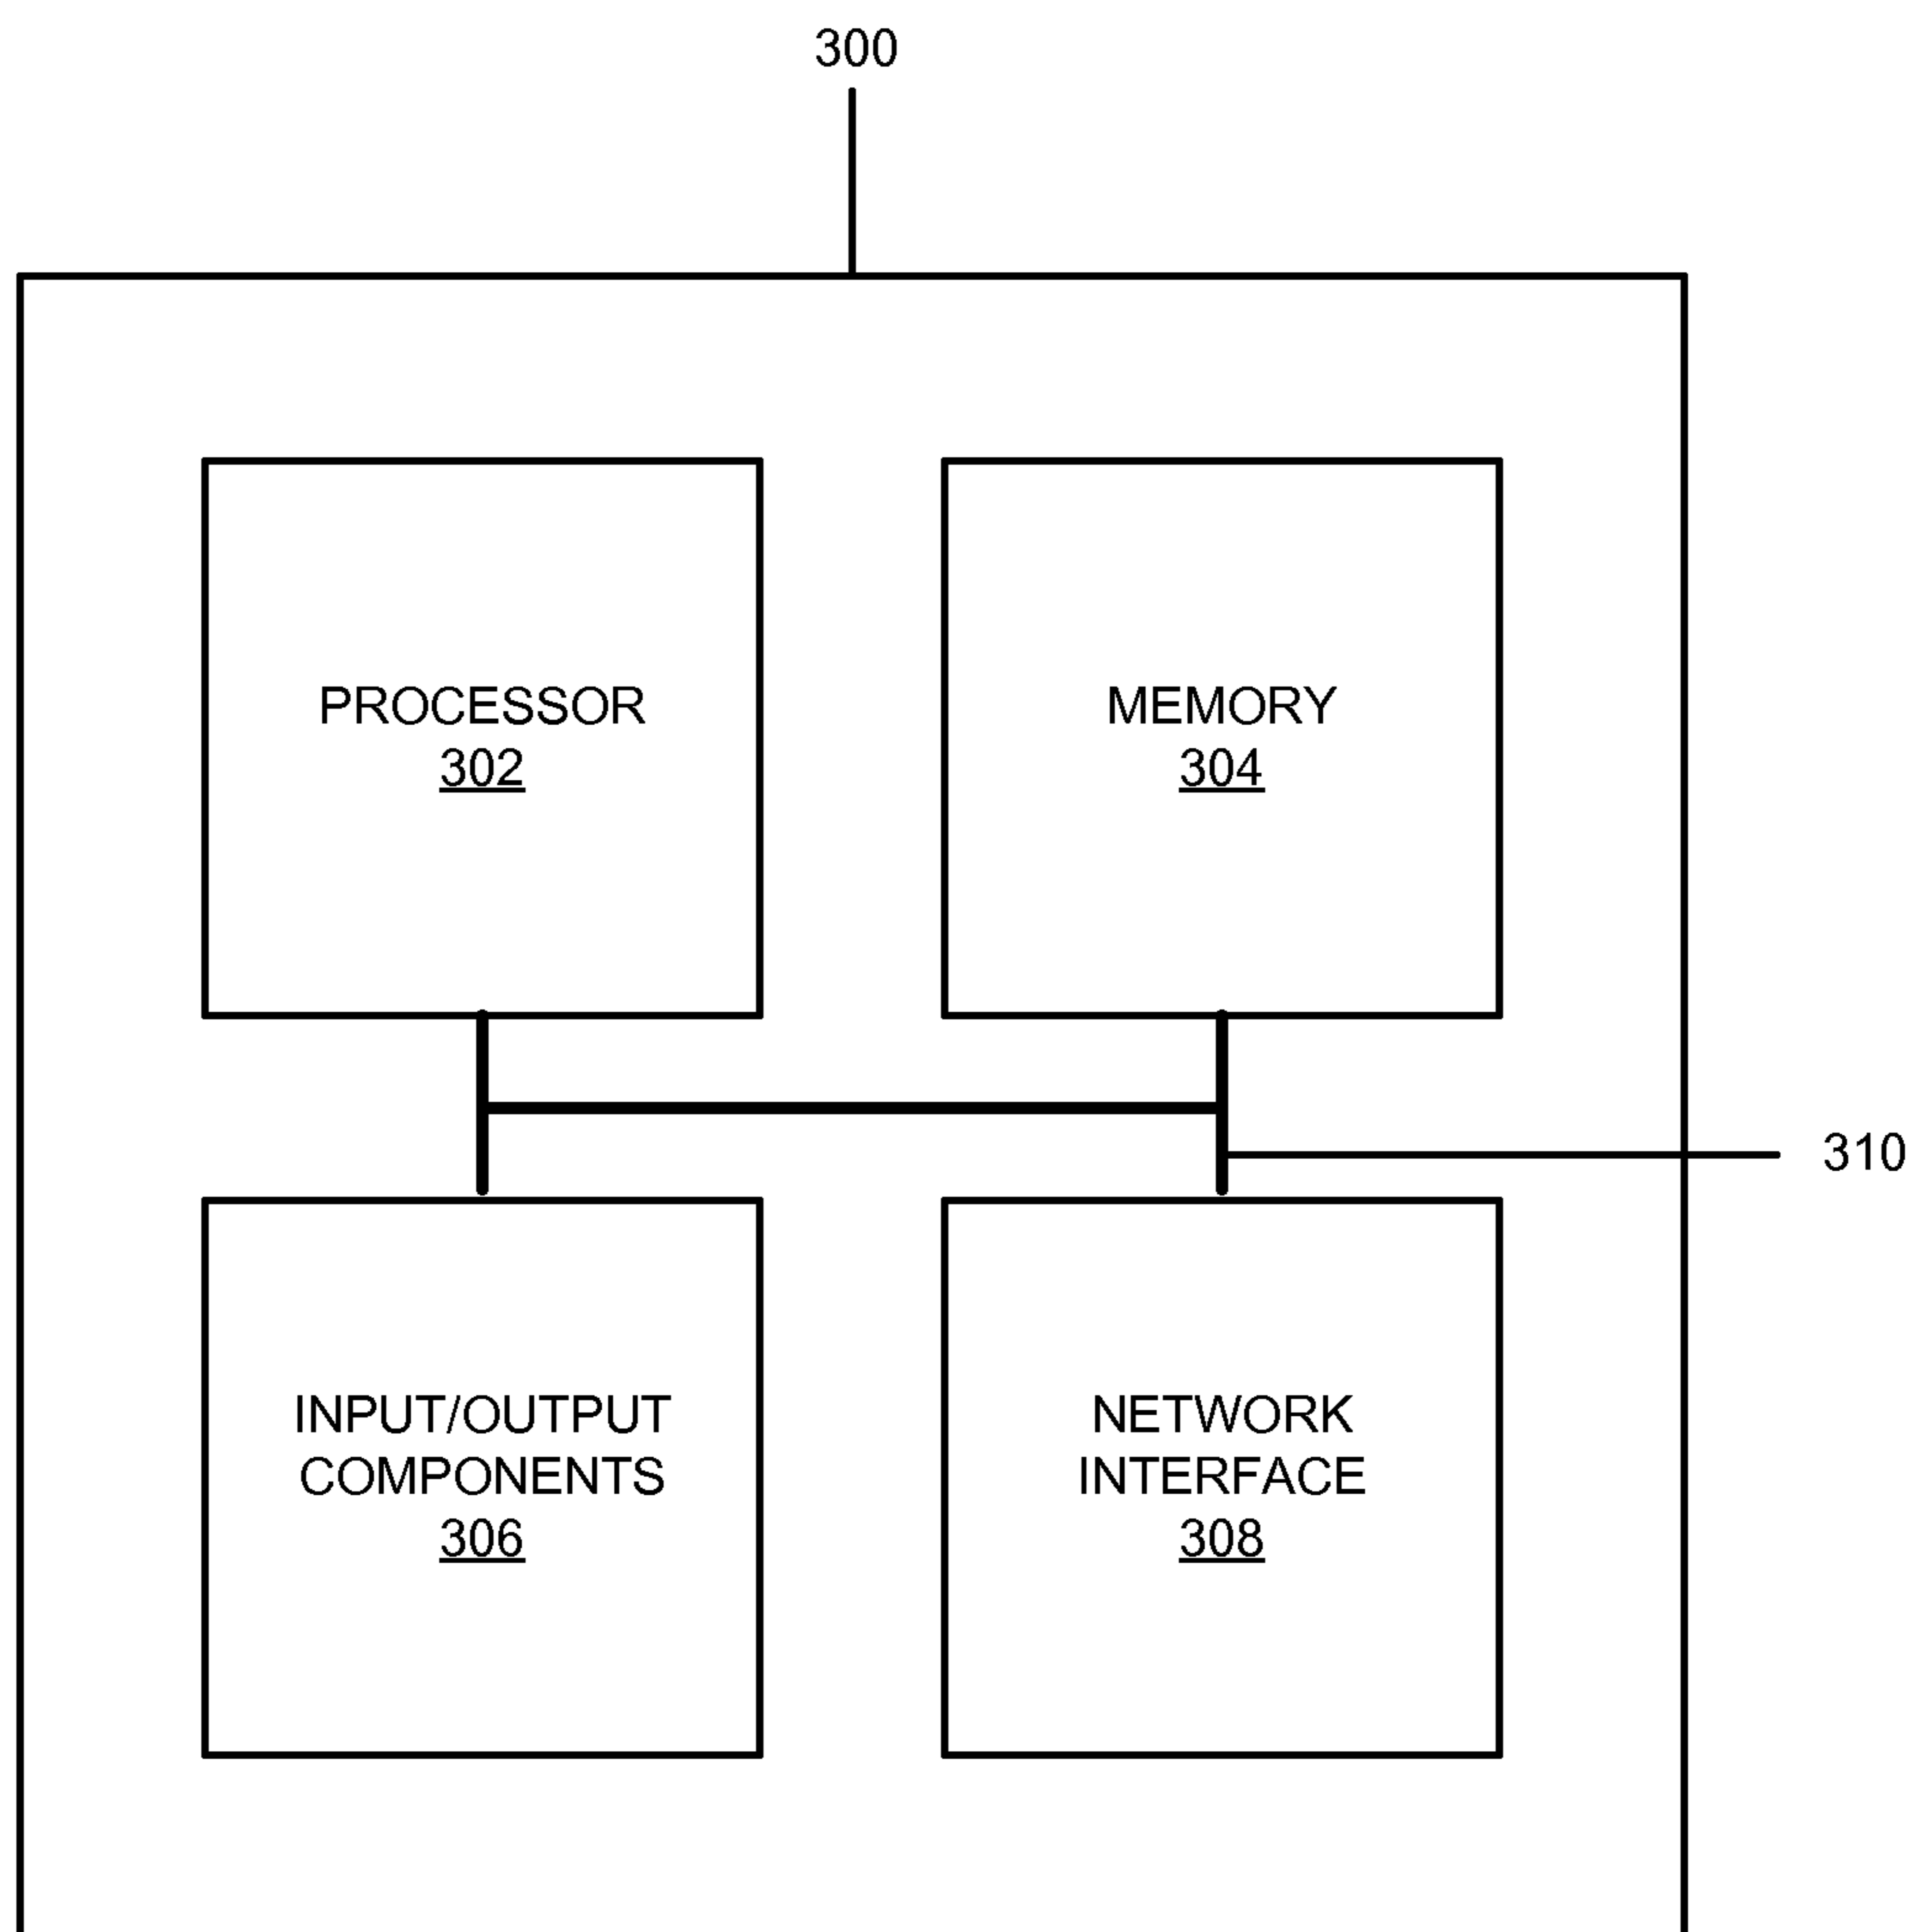 300
PROCESSOR
302
MEMORY
304
310
INPUT/OUTPUT
COMPONENTS
306
NETWORK
INTERFACE
308